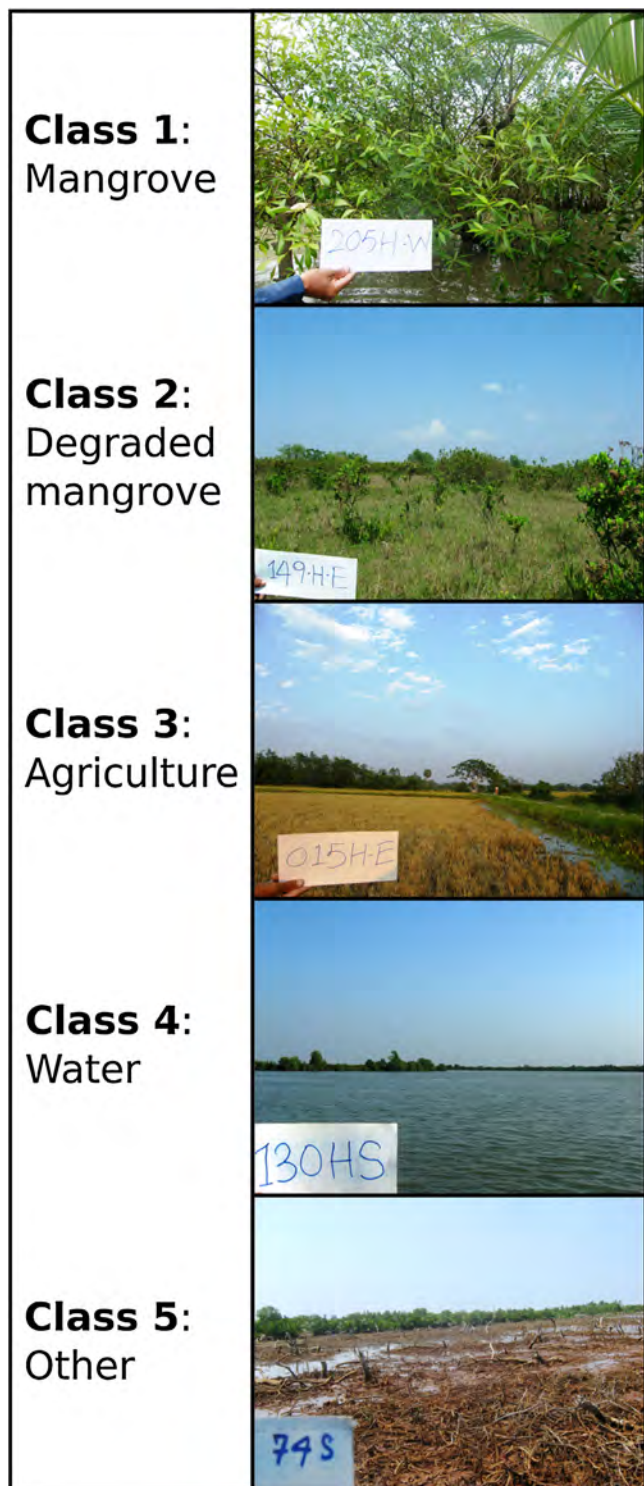 Class 1:
Mangrove
205H·W
Class 2:
Degraded
mangrove
149·H·E
Class 3:
Agriculture
015H·E
Class 4:
Water
130HS
Class 5:
Other
74S